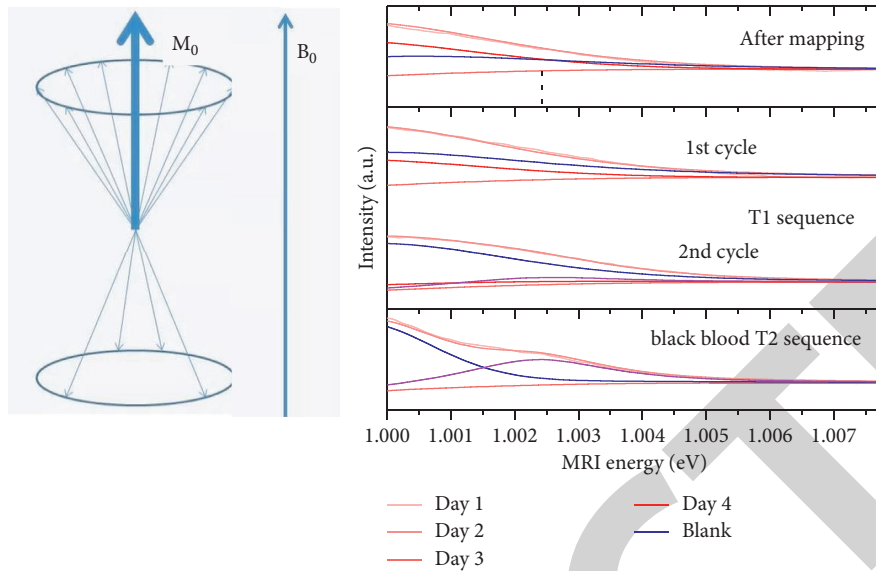 M₀
B₀
After mapping
1st cycle
T1 sequence
2nd cycle
black blood T2 sequence
Intensity (a.u.)
1.000 1.001 1.002 1.003 1.004 1.005 1.006 1.007
MRI energy (eV)
Day 1
Day 2
Day 3
Day 4
Blank